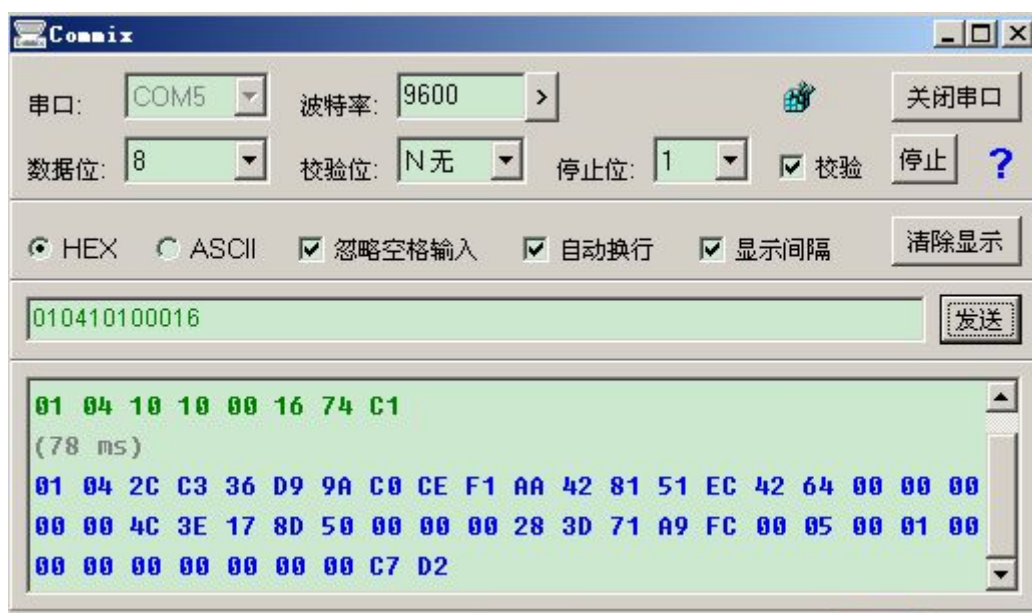 Commix
串口: COM5 波特率: 9600 > 关闭串口
数据位: 8 校验位: N 无 停止位: 1 校验 停止 ?
HEX ASCII 忽略空格输入 自动换行 显示间隔 清除显示
010410100016 发送
01 04 10 10 00 16 74 C1
(78 ms)
01 04 2C C3 36 D9 9A C0 CE F1 AA 42 81 51 EC 42 64 00 00 00
00 00 4C 3E 17 8D 50 00 00 00 28 3D 71 A9 FC 00 05 00 01 00
00 00 00 00 00 00 00 C7 D2